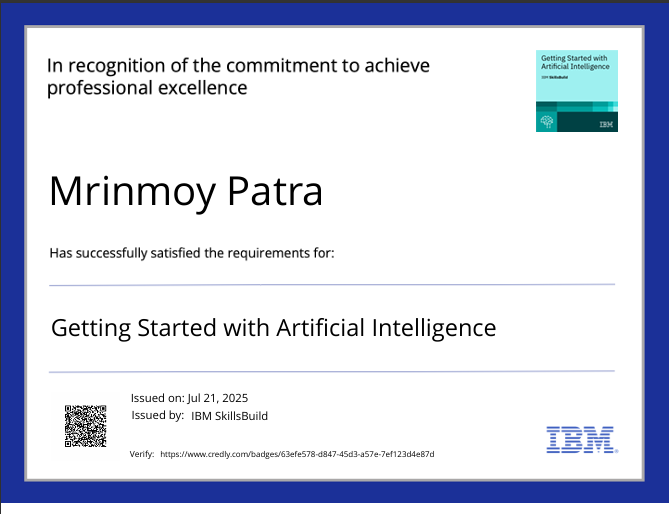 In recognition of the commitment to achieve
professional excellence
Getting Started with
Artificial Intelligence
IBM SkillsBuild
IBM
Mrinmoy Patra
Has successfully satisfied the requirements for:
Getting Started with Artificial Intelligence
Issued on: Jul 21, 2025
Issued by: IBM SkillsBuild
Verify: https://www.credly.com/badges/63efe578-d847-45d3-a57e-7ef123d4e87d
IBM®